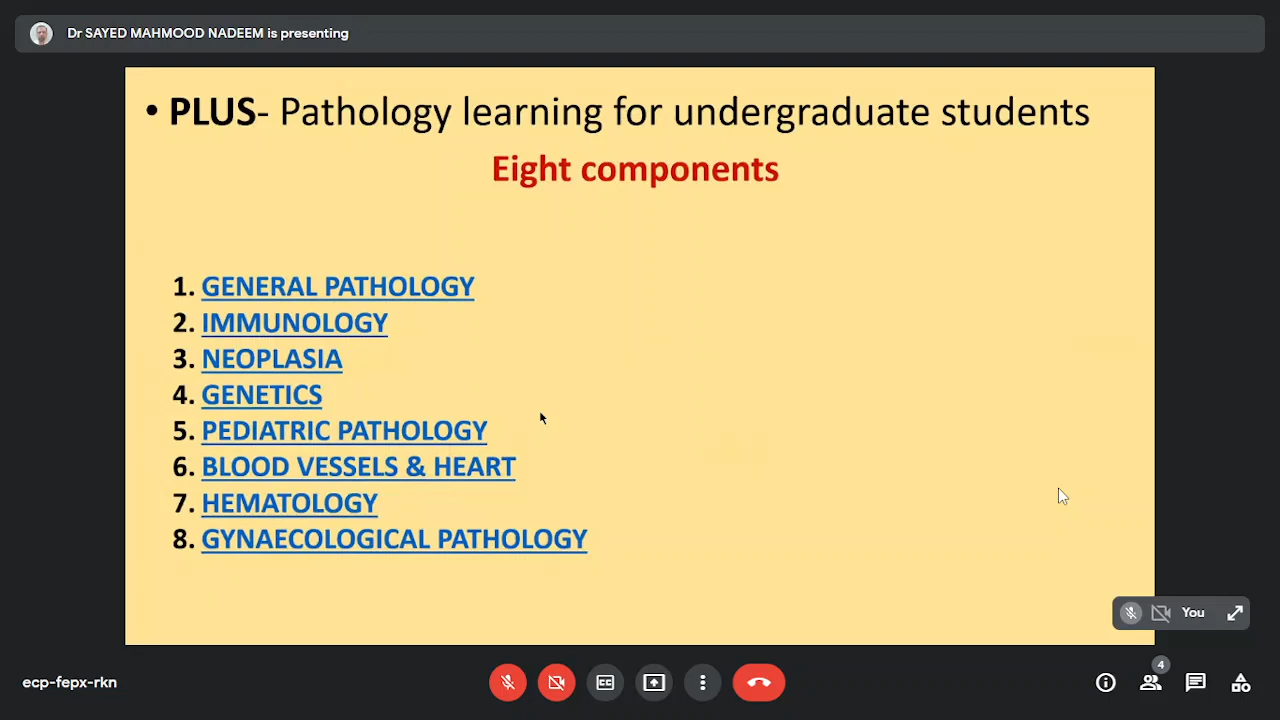 Dr SAYED MAHMOOD NADEEM is presenting
• PLUS- Pathology learning for undergraduate students
Eight components
1. GENERAL PATHOLOGY
2. IMMUNOLOGY
3. NEOPLASIA
4. GENETICS
5. PEDIATRIC PATHOLOGY
6. BLOOD VESSELS & HEART
7. HEMATOLOGY
8. GYNAECOLOGICAL PATHOLOGY
You
ecp-fepx-rkn
CC
4